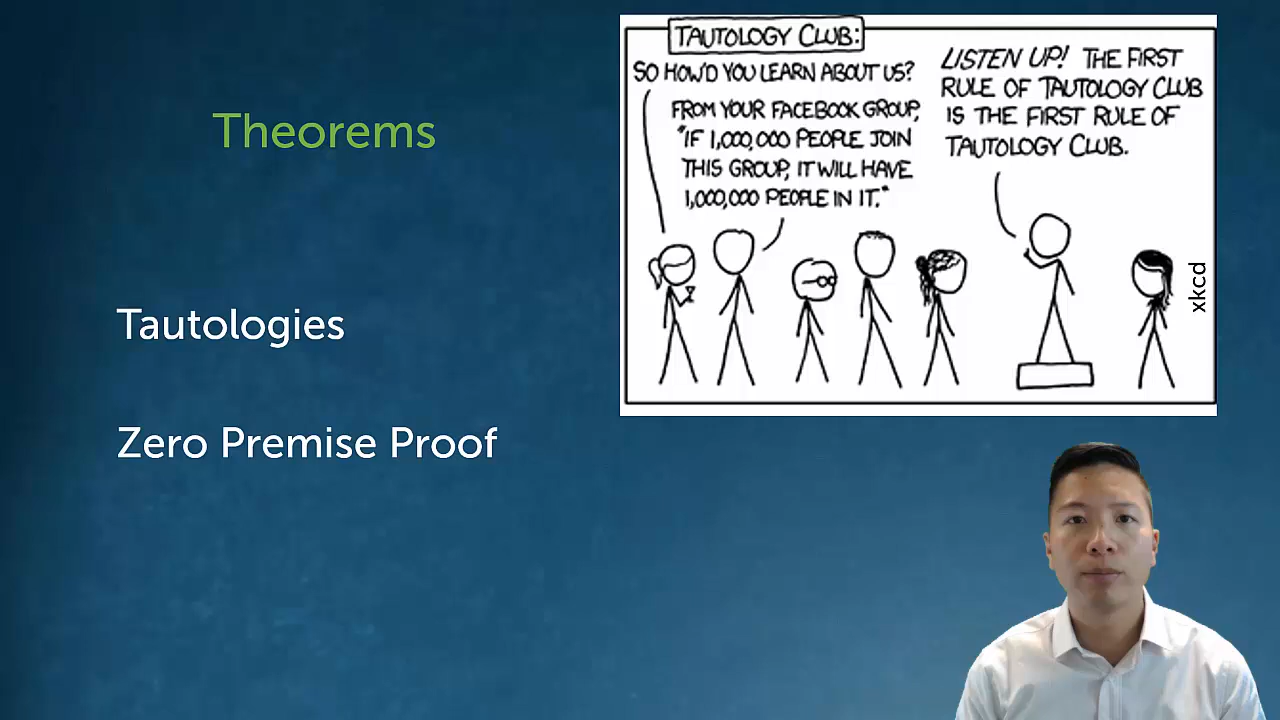 Theorems
Tautologies
Zero Premise Proof
TAUTOLOGY CLUB:
SO HOW'D YOU LEARN ABOUT US?
FROM YOUR FACEBOOK GROUP,
"IF 1,000,000 PEOPLE JOIN
THIS GROUP, IT WILL HAVE
1,000,000 PEOPLE IN IT."
LISTEN UP! THE FIRST
RULE OF TAUTOLOGY CLUB
IS THE FIRST RULE OF
TAUTOLOGY CLUB.
xkcd